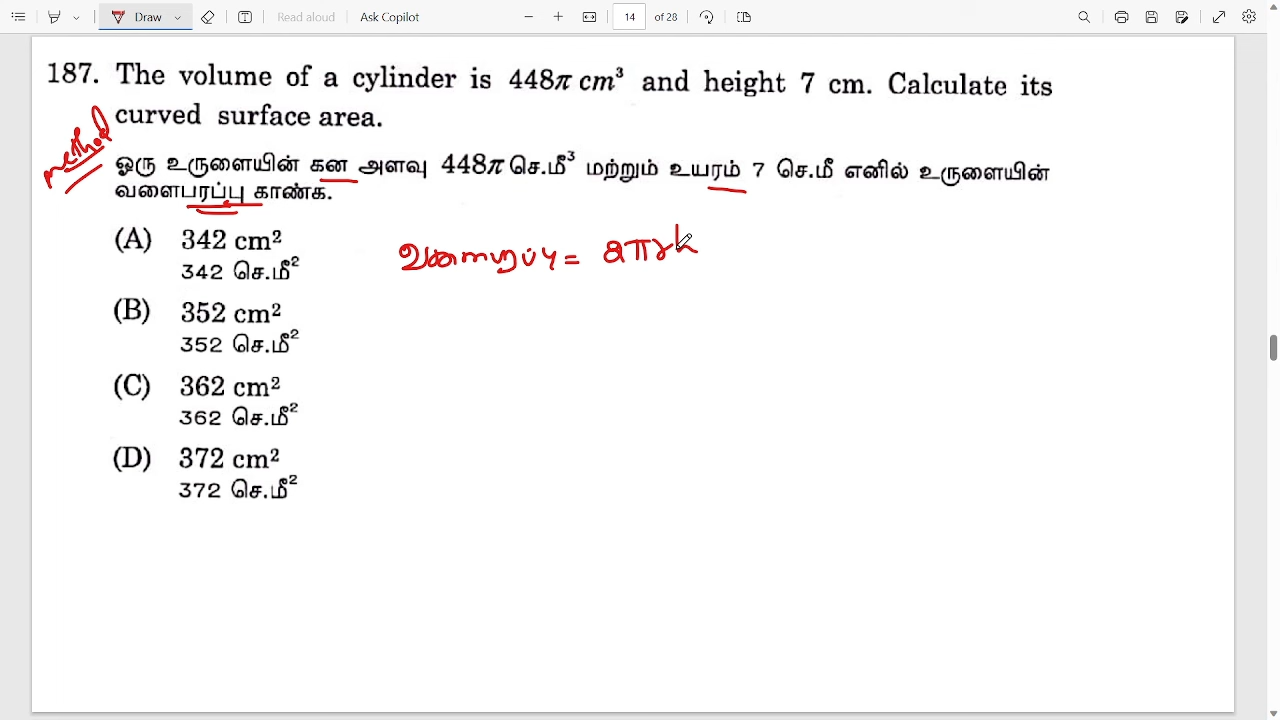 Draw
Read aloud
Ask Copilot
14 of 28
187. The volume of a cylinder is 448π cm³ and height 7 cm. Calculate its
curved surface area.
method
ஓரு உருளையின் கன அளவு 448π செ.மீ³ மற்றும் உயரம் 7 செ.மீ எனில் உருளையின்
வளைபரப்பு காண்க.
(A) 342 cm²
342 செ.மீ²
வளைபரப்பு = 2πrh
(B) 352 cm²
352 செ.மீ²
(C) 362 cm²
362 செ.மீ²
(D) 372 cm²
372 செ.மீ²